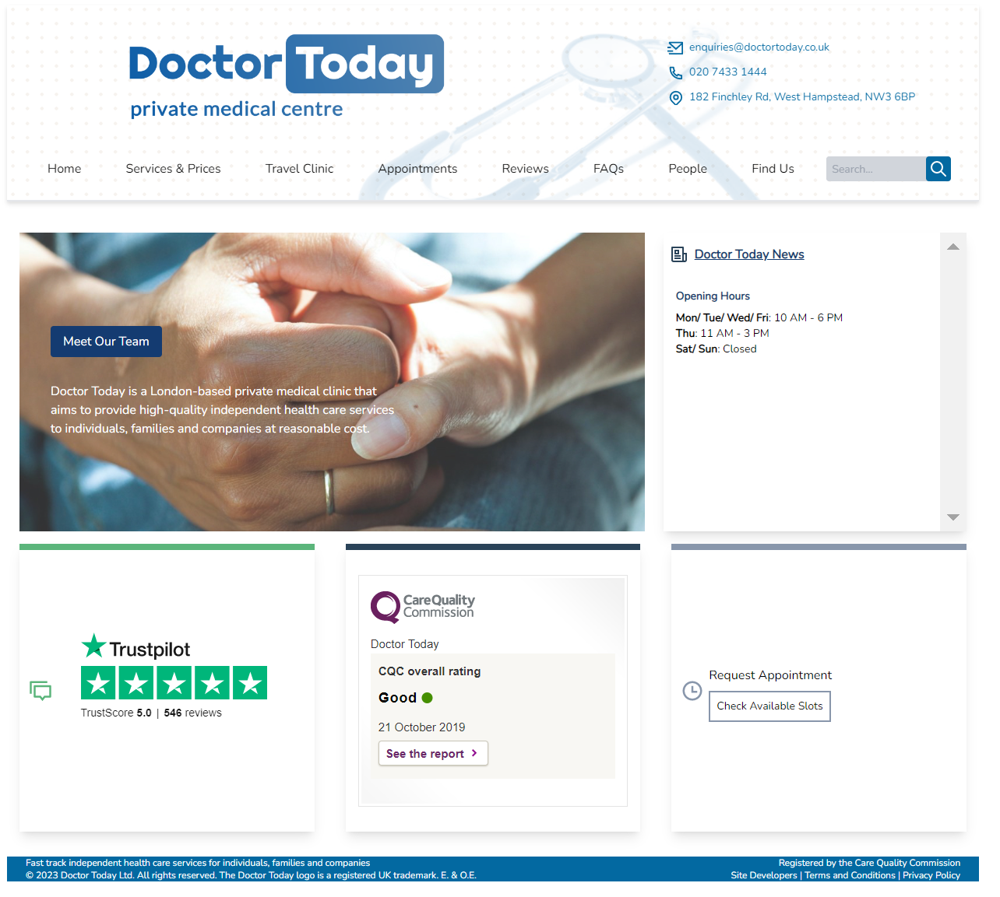 Doctor Today
private medical centre
enquiries@doctortoday.co.uk
020 7433 1444
182 Finchley Rd, West Hampstead, NW3 6BP
Home Services & Prices Travel Clinic Appointments Reviews FAQs People Find Us Search...
Meet Our Team
Doctor Today is a London-based private medical clinic that
aims to provide high-quality independent health care services
to individuals, families and companies at reasonable cost.
Doctor Today News
Opening Hours
Mon/ Tue/ Wed/ Fri: 10 AM - 6 PM
Thu: 11 AM - 3 PM
Sat/ Sun: Closed
Trustpilot
TrustScore 5.0 | 546 reviews
CareQuality
Commission
Doctor Today
CQC overall rating
Good
21 October 2019
See the report
Request Appointment
Check Available Slots
Fast track independent health care services for individuals, families and companies
© 2023 Doctor Today Ltd. All rights reserved. The Doctor Today logo is a registered UK trademark. E. & O.E.
Registered by the Care Quality Commission
Site Developers | Terms and Conditions | Privacy Policy